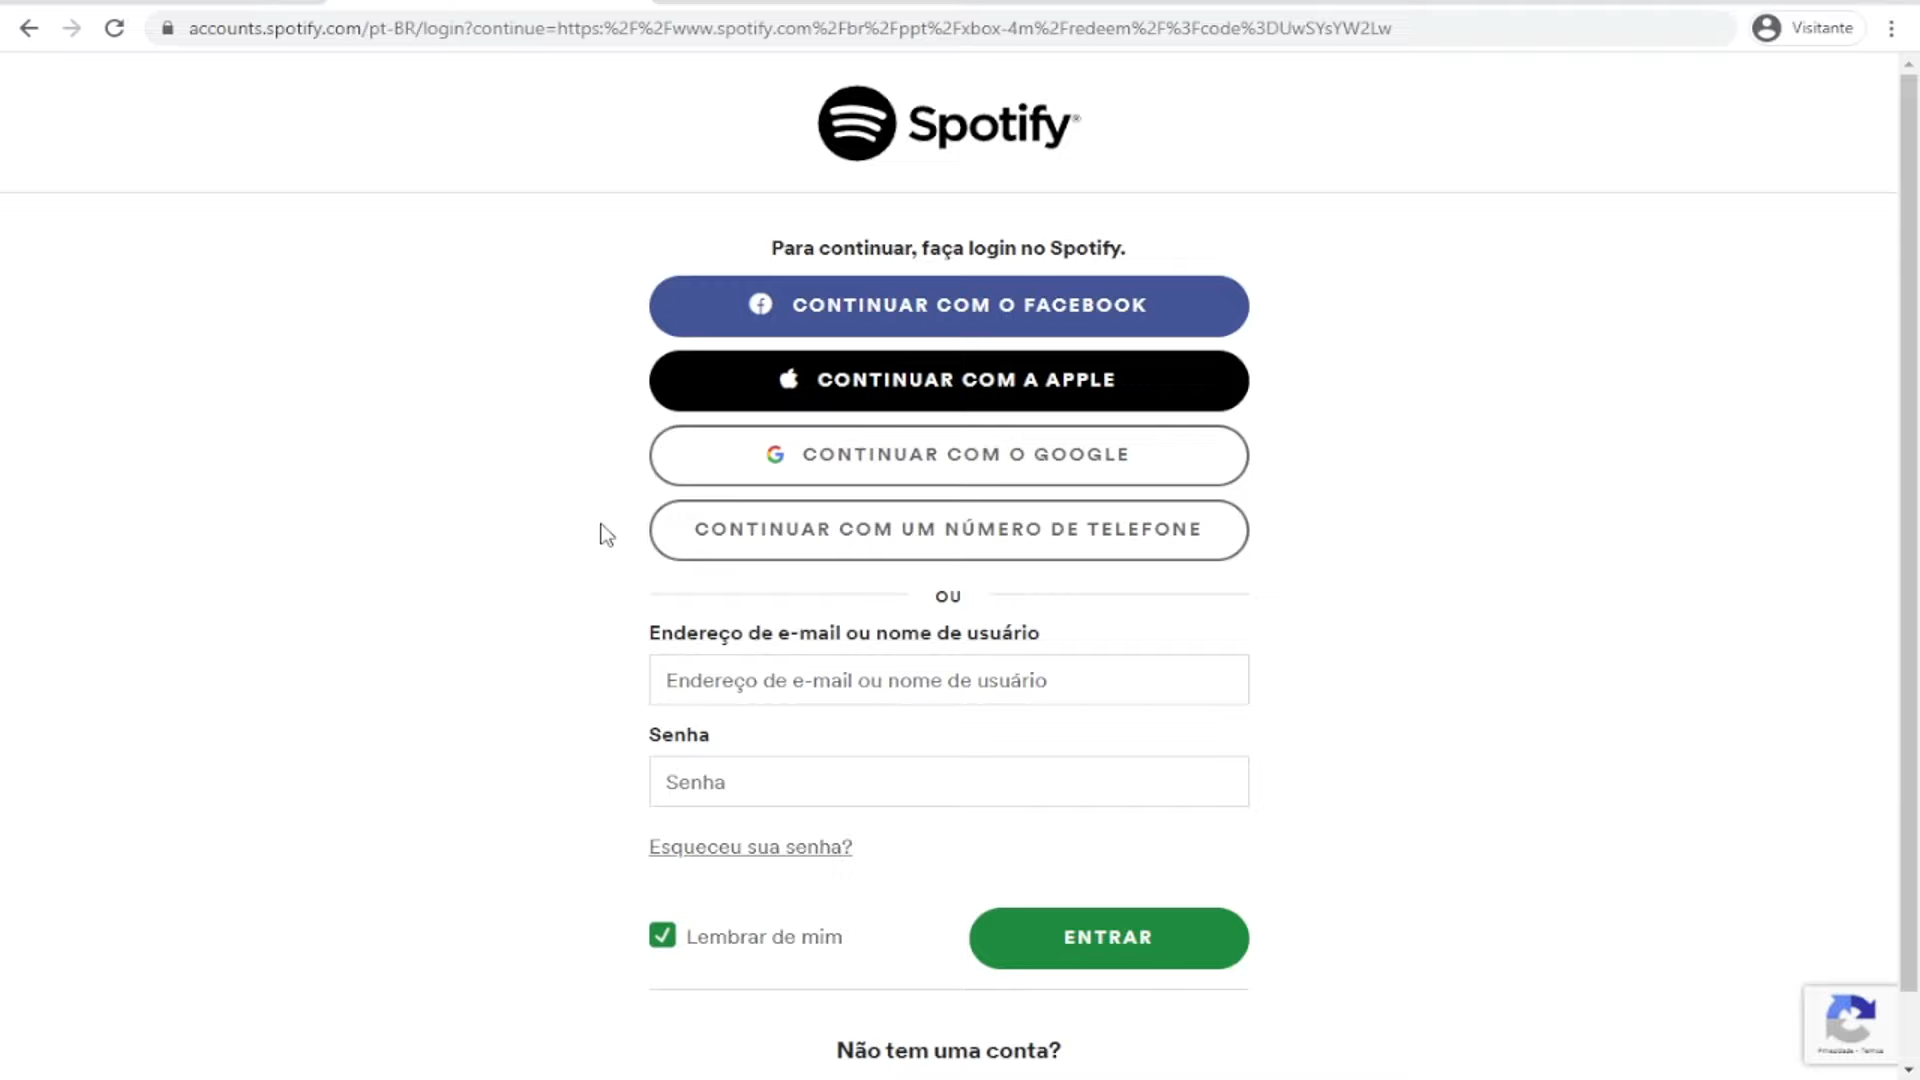 accounts.spotify.com/pt-BR/login?continue=https:%2F%2Fwww.spotify.com%2Fbr%2Fppt%2Fxbox-4m%2Fredeem%2F%3Fcode%3DUwSYsYW2Lw
Visitante
Spotify®
Para continuar, faça login no Spotify.
CONTINUAR COM O FACEBOOK
CONTINUAR COM A APPLE
CONTINUAR COM O GOOGLE
CONTINUAR COM UM NÚMERO DE TELEFONE
OU
Endereço de e-mail ou nome de usuário
Endereço de e-mail ou nome de usuário
Senha
Senha
Esqueceu sua senha?
Lembrar de mim
ENTRAR
Não tem uma conta?
Privacidade - Termos